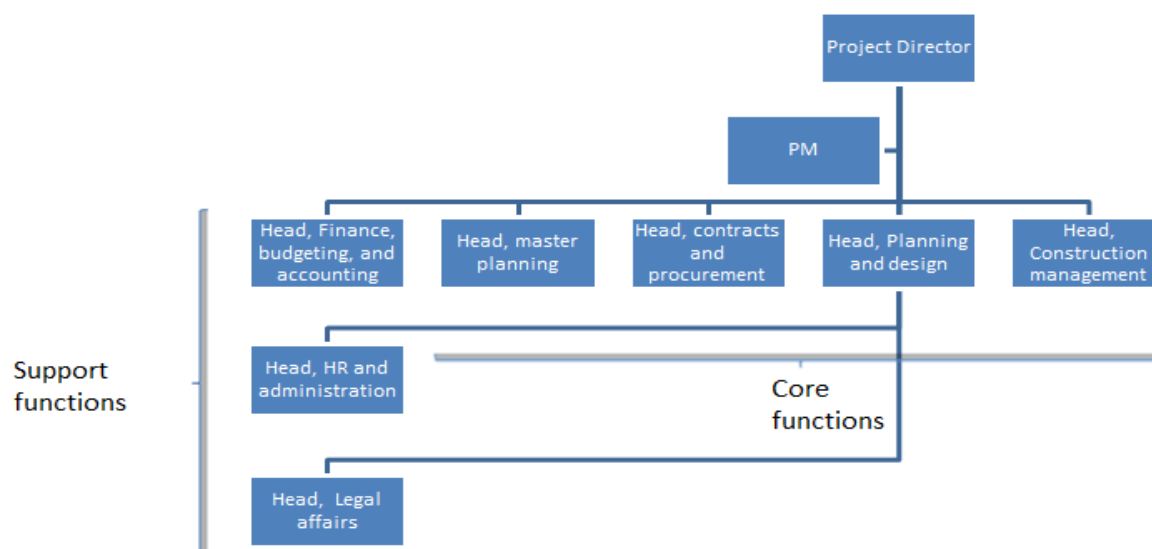 Project Director
PM
Head, Finance,
budgeting, and
accounting
Head, master
planning
Head, contracts
and
procurement
Head, Planning
and design
Head,
Construction
management
Support
functions
Head, HR and
administration
Core
functions
Head, Legal
affairs